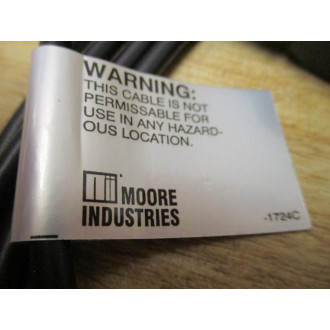 WARNING:
THIS CABLE IS NOT
PERMISSABLE FOR
USE IN ANY HAZARD-
OUS LOCATION.
MOORE
INDUSTRIES
-1724C